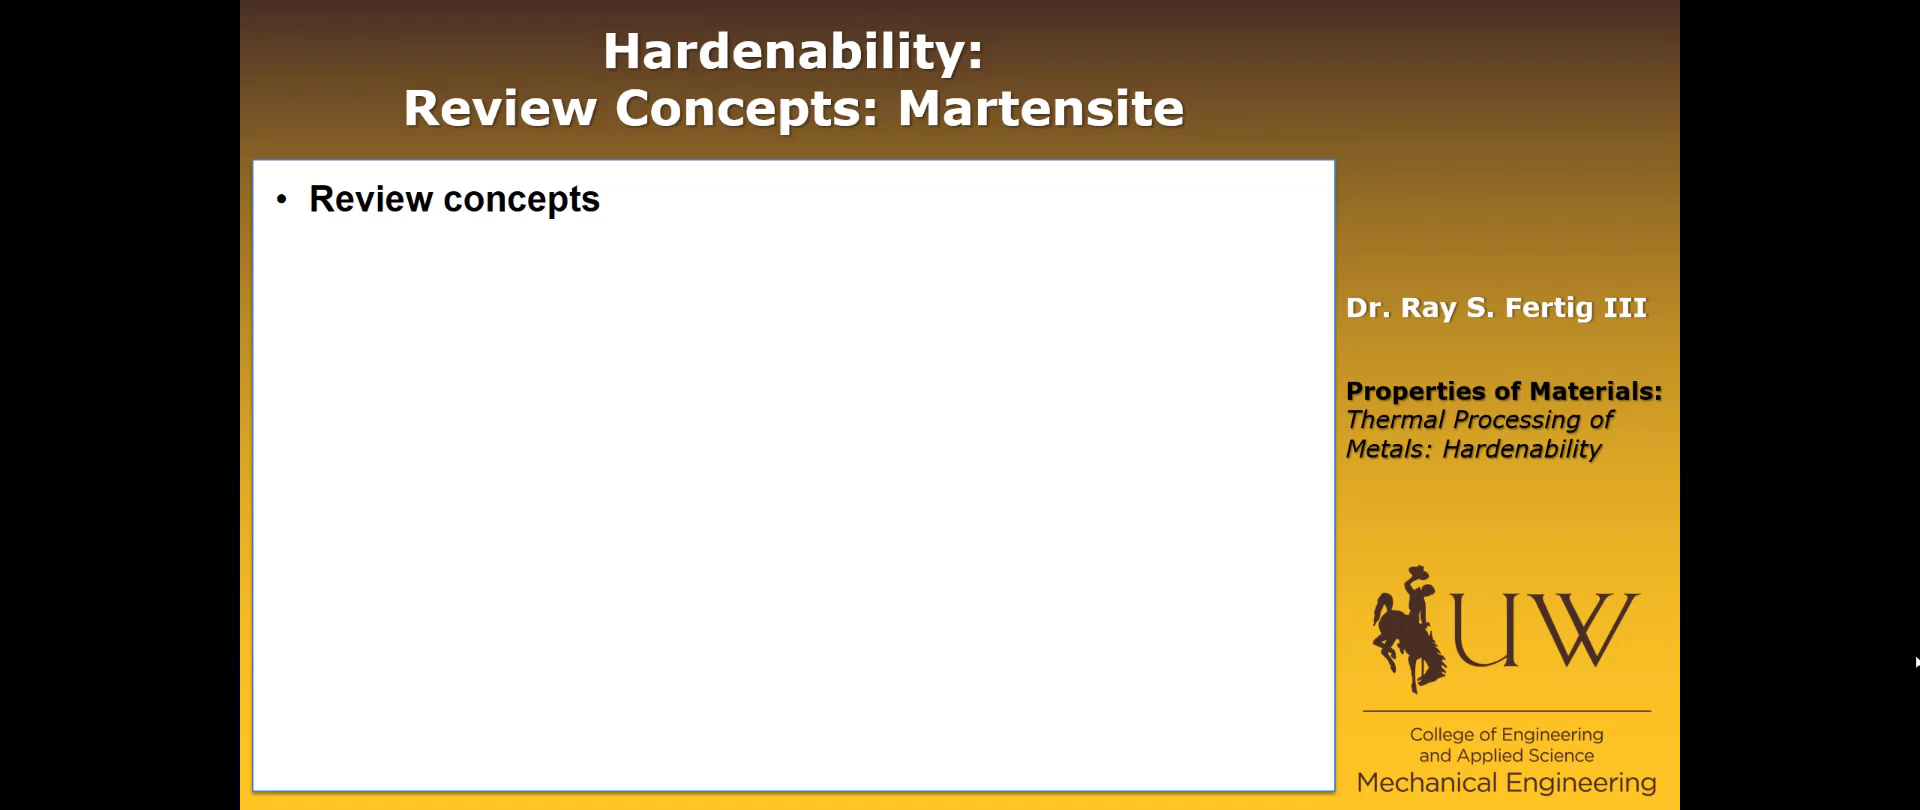 Hardenability:
Review Concepts: Martensite
• Review concepts
Dr. Ray S. Fertig III
Properties of Materials:
Thermal Processing of
Metals: Hardenability
UW
College of Engineering
and Applied Science
Mechanical Engineering